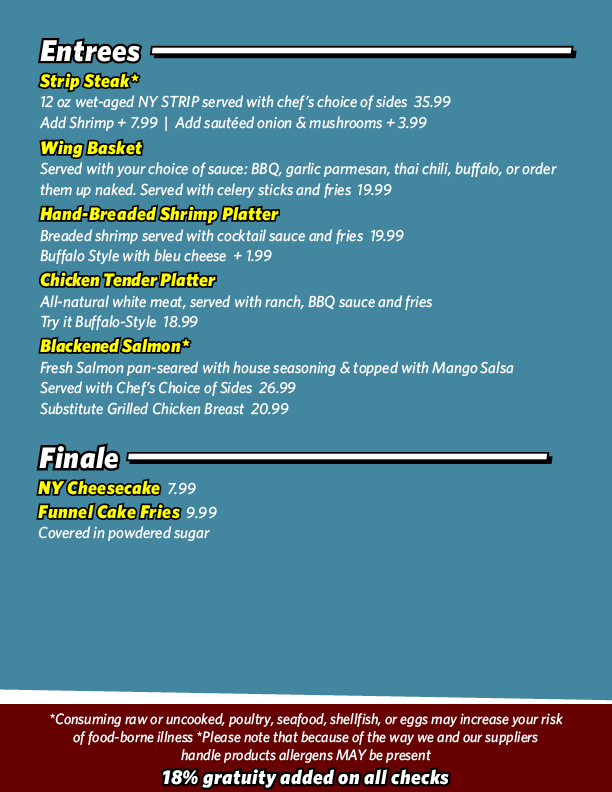 Entrees
Strip Steak*
12 oz wet-aged NY STRIP served with chef's choice of sides 35.99
Add Shrimp + 7.99 | Add sautéed onion & mushrooms + 3.99
Wing Basket
Served with your choice of sauce: BBQ, garlic parmesan, thai chili, buffalo, or order
them up naked. Served with celery sticks and fries 19.99
Hand-Breaded Shrimp Platter
Breaded shrimp served with cocktail sauce and fries 19.99
Buffalo Style with bleu cheese + 1.99
Chicken Tender Platter
All-natural white meat, served with ranch, BBQ sauce and fries
Try it Buffalo-Style 18.99
Blackened Salmon*
Fresh Salmon pan-seared with house seasoning & topped with Mango Salsa
Served with Chef's Choice of Sides 26.99
Substitute Grilled Chicken Breast 20.99
Finale
NY Cheesecake 7.99
Funnel Cake Fries 9.99
Covered in powdered sugar
*Consuming raw or uncooked, poultry, seafood, shellfish, or eggs may increase your risk
of food-borne illness *Please note that because of the way we and our suppliers
handle products allergens MAY be present
18% gratuity added on all checks